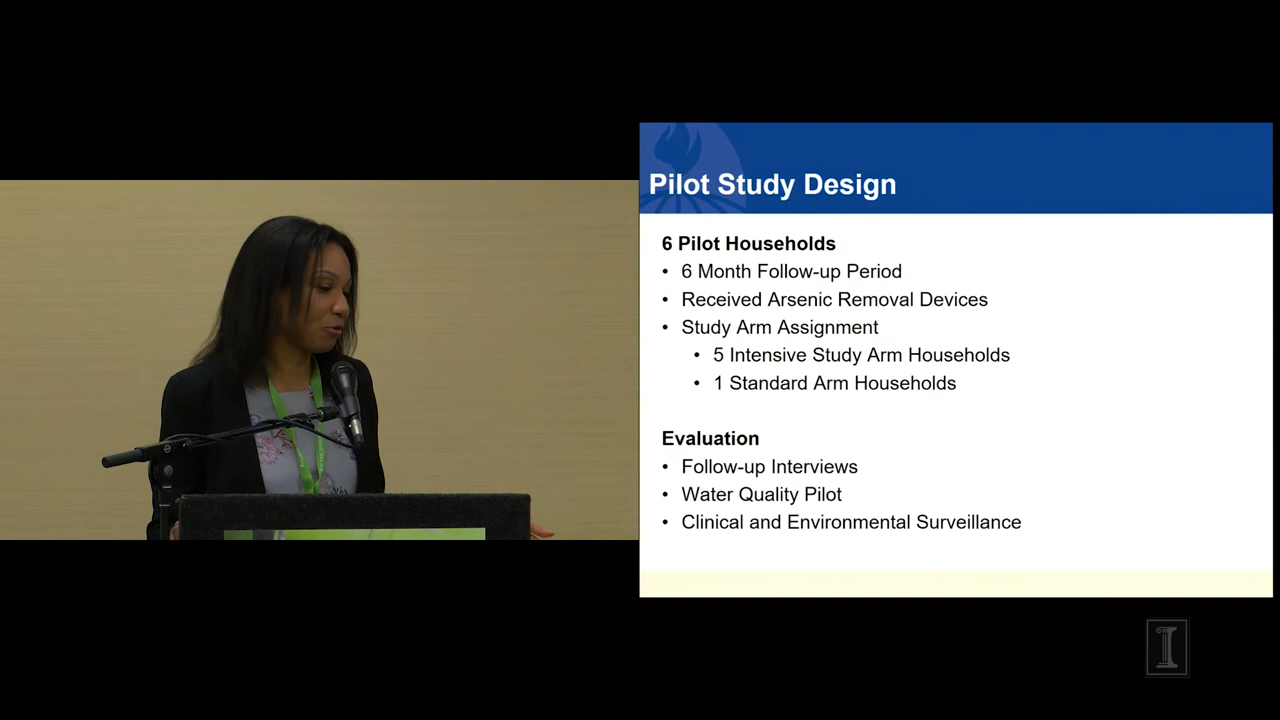 Pilot Study Design
6 Pilot Households
• 6 Month Follow-up Period
• Received Arsenic Removal Devices
• Study Arm Assignment
• 5 Intensive Study Arm Households
• 1 Standard Arm Households
Evaluation
• Follow-up Interviews
• Water Quality Pilot
• Clinical and Environmental Surveillance
I